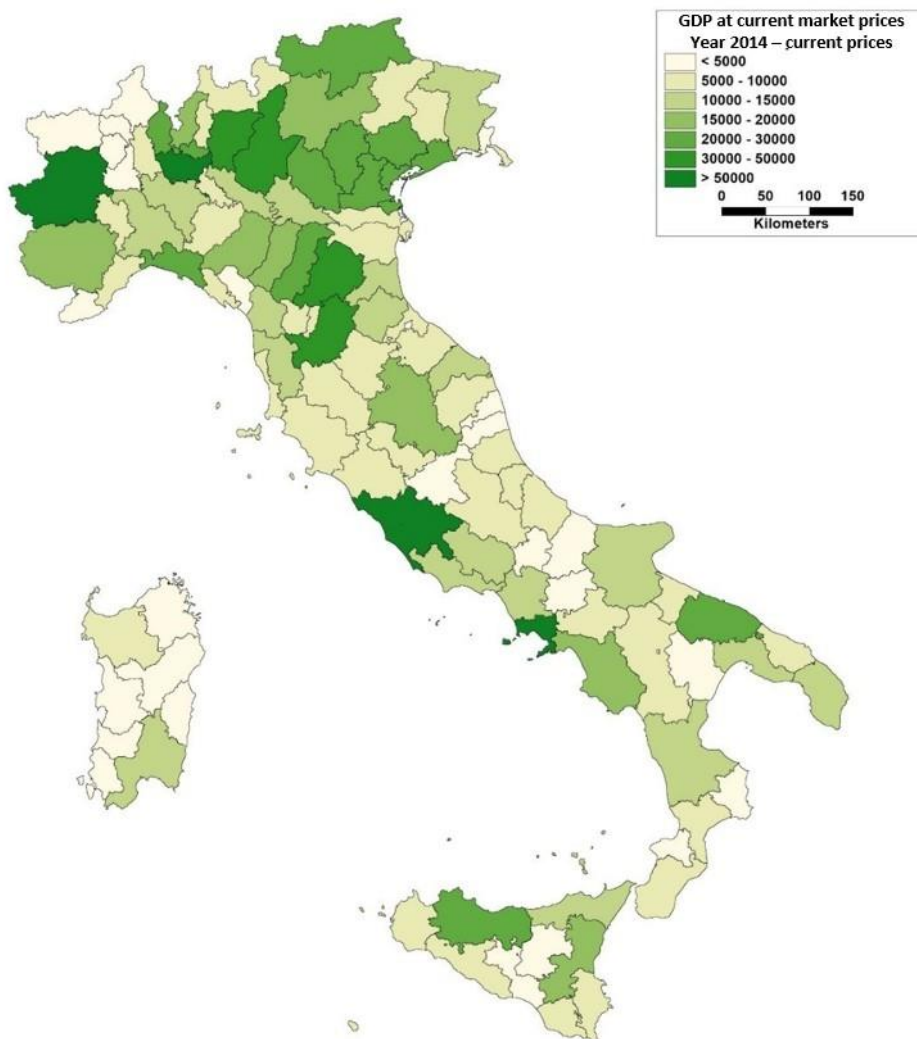 GDP at current market prices
Year 2014 – current prices
< 5000
5000 - 10000
10000 - 15000
15000 - 20000
20000 - 30000
30000 - 50000
> 50000
0 50 100 150
Kilometers